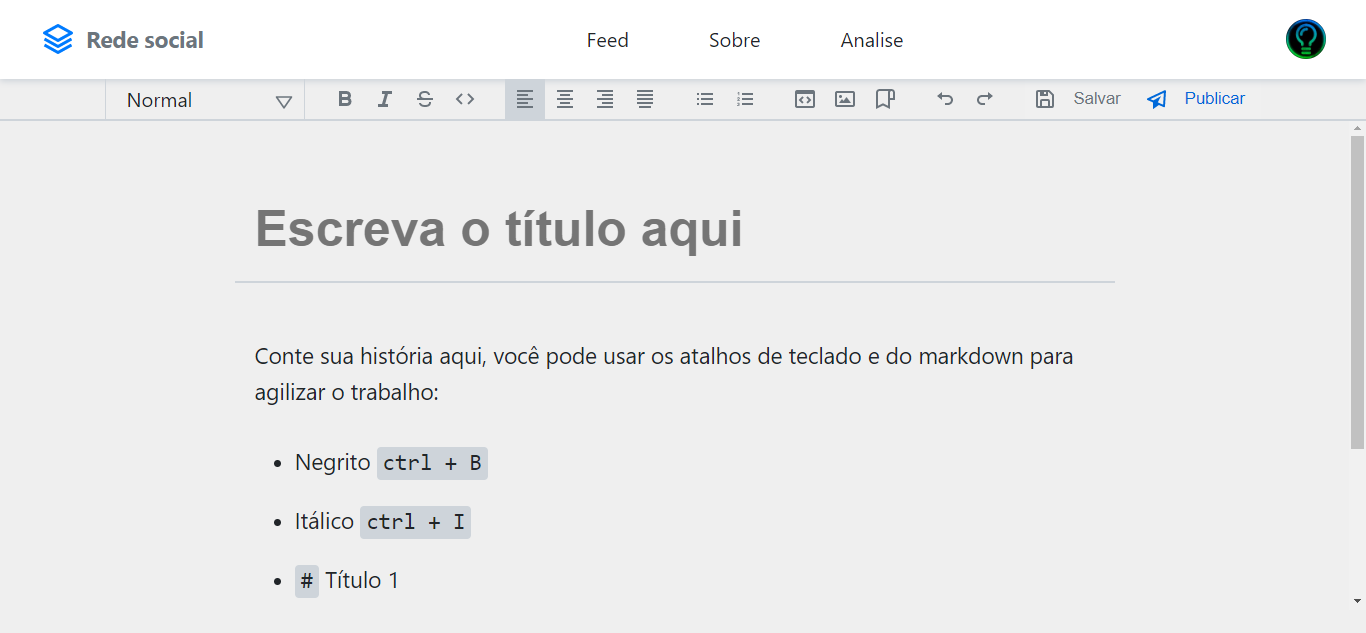 Rede social Feed Sobre Analise
Normal Salvar Publicar
Escreva o título aqui
Conte sua história aqui, você pode usar os atalhos de teclado e do markdown para
agilizar o trabalho:
• Negrito ctrl + B
• Itálico ctrl + I
• # Título 1